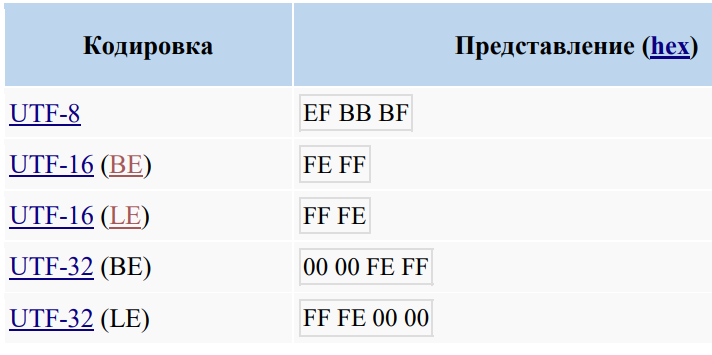 Кодировка Представление (hex)
UTF-8 EF BB BF
UTF-16 (BE) FE FF
UTF-16 (LE) FF FE
UTF-32 (BE) 00 00 FE FF
UTF-32 (LE) FF FE 00 00